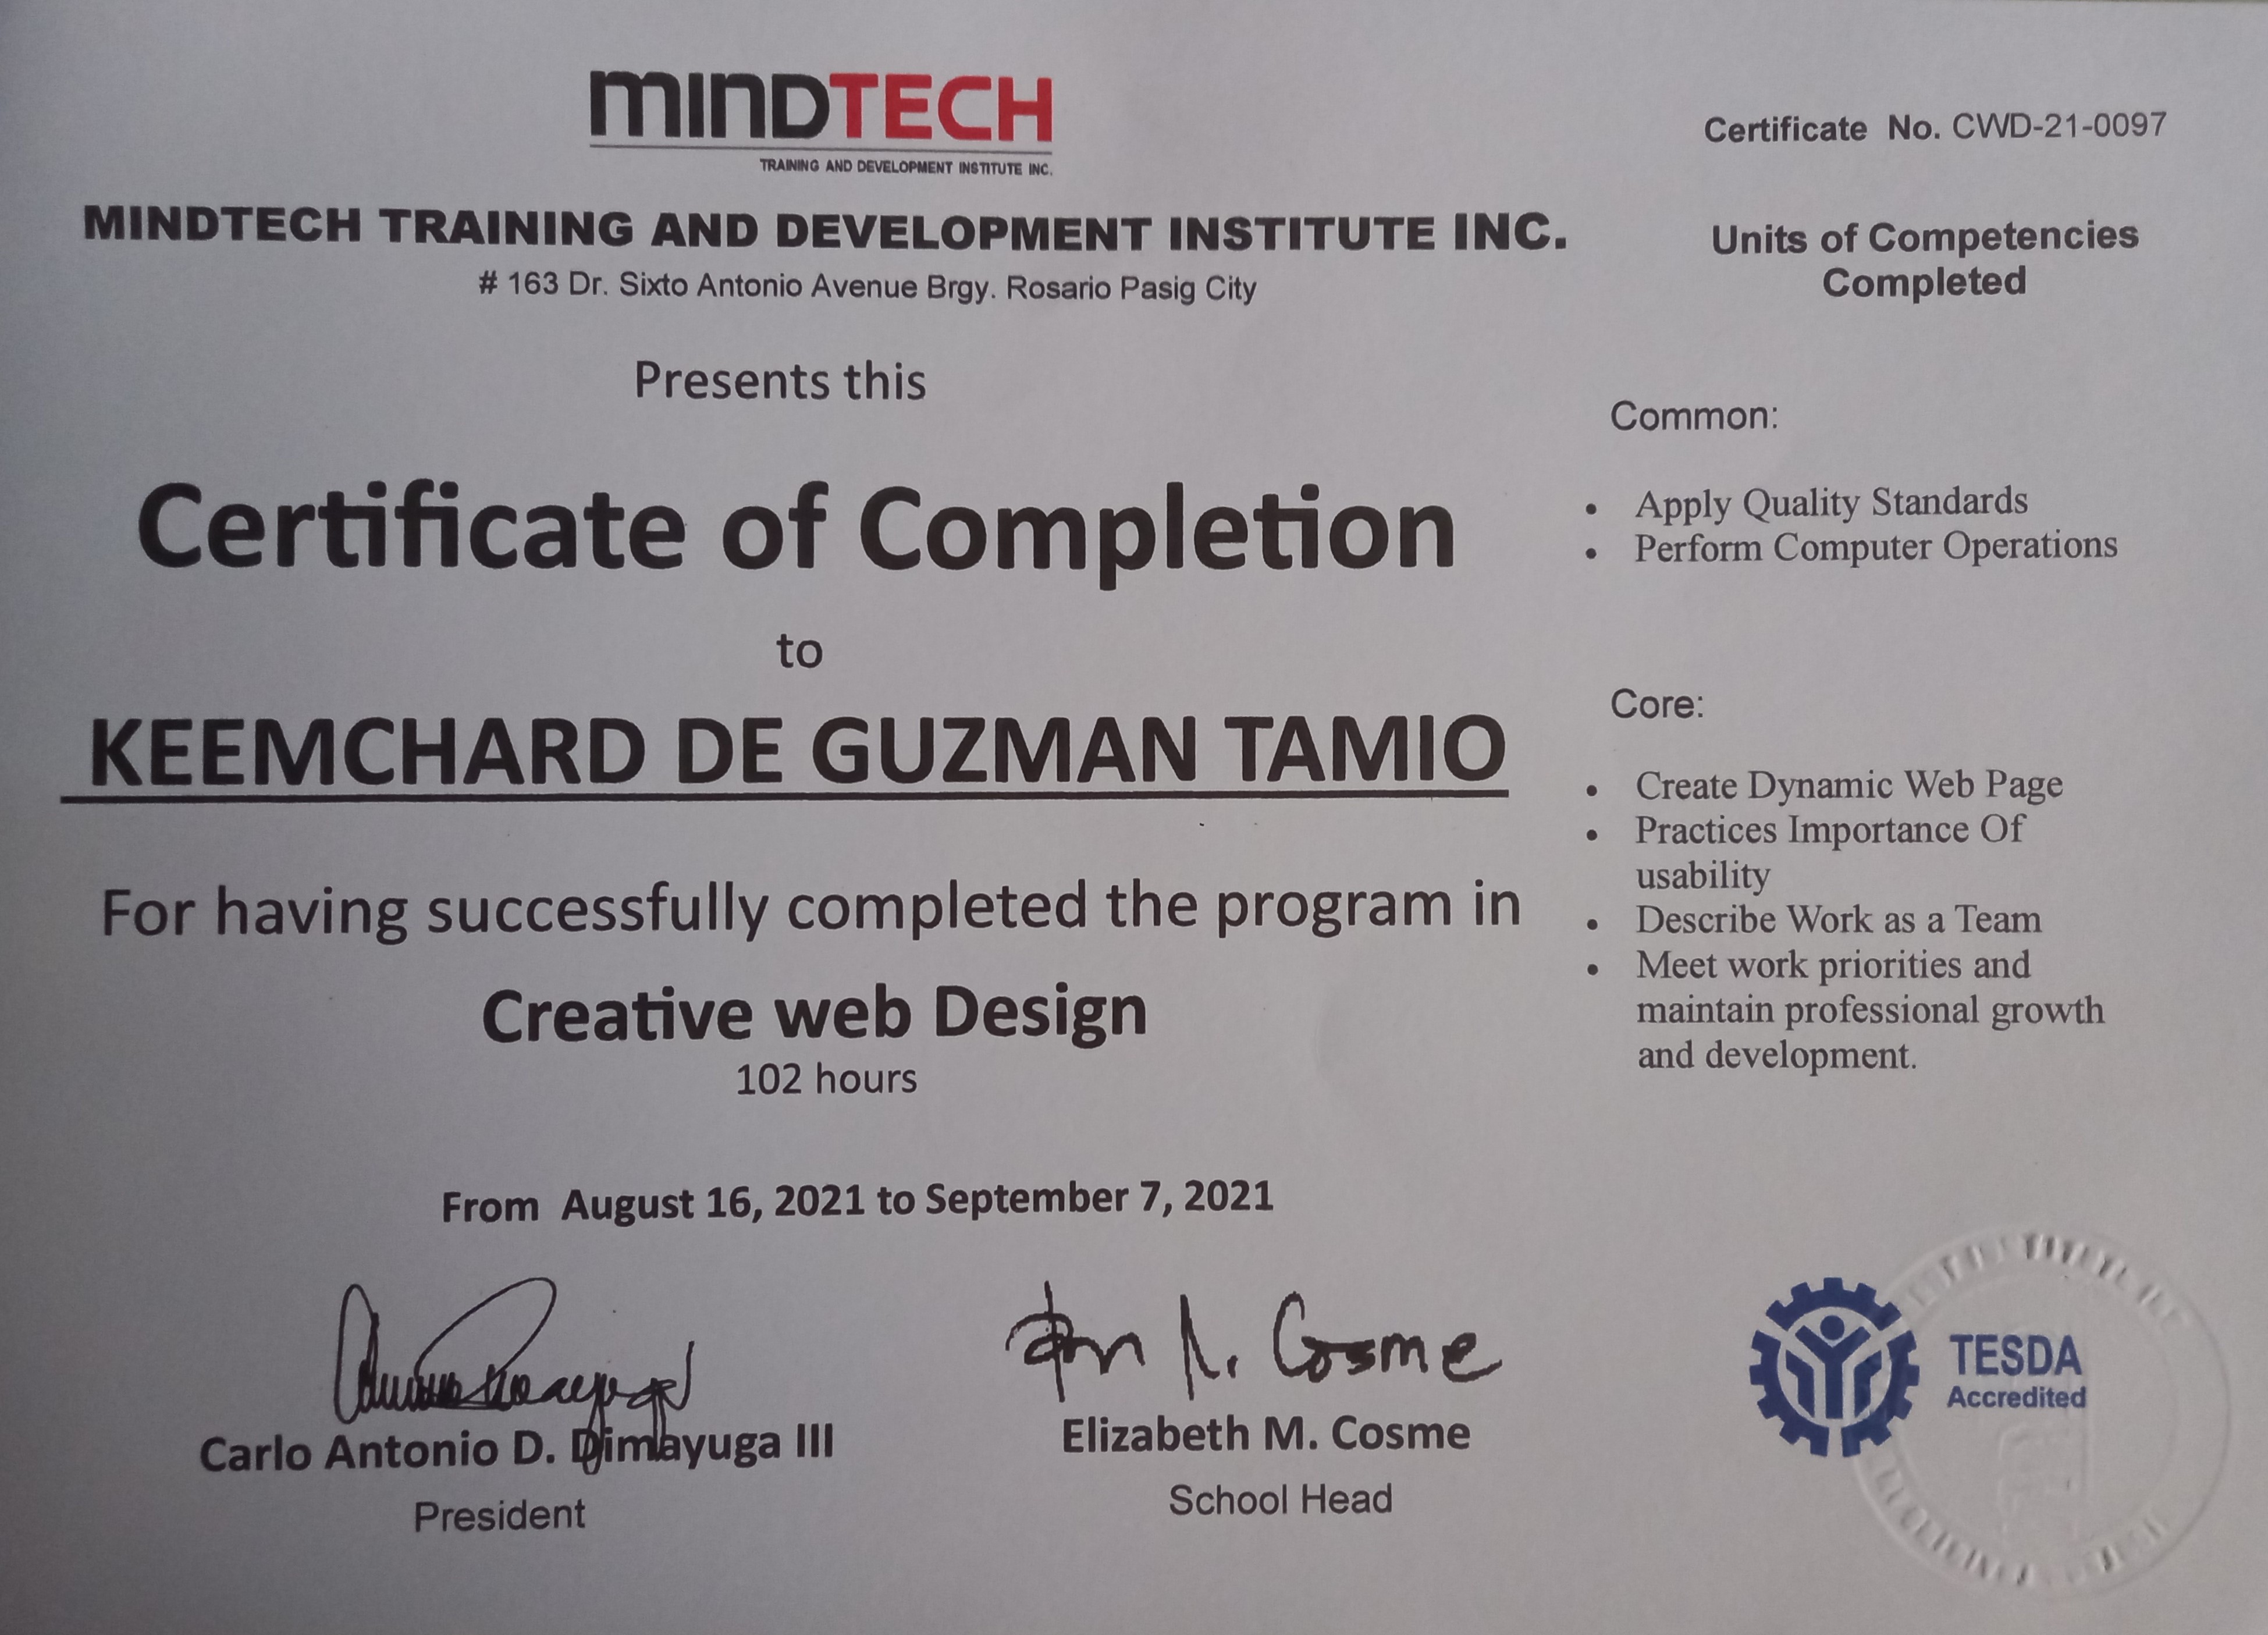 MINDTECH
TRAINING AND DEVELOPMENT INSTITUTE INC.
MINDTECH TRAINING AND DEVELOPMENT INSTITUTE INC.
# 163 Dr. Sixto Antonio Avenue Brgy. Rosario Pasig City
Presents this
Certificate of Completion
to
KEEMCHARD DE GUZMAN TAMIO
For having successfully completed the program in
Creative web Design
102 hours
From August 16, 2021 to September 7, 2021
Carlo Antonio D. Dimayuga III
President
Cosme
Elizabeth M. Cosme
School Head
Certificate No. CWD-21-0097
Units of Competencies
Completed
Common:
• Apply Quality Standards
• Perform Computer Operations
Core:
• Create Dynamic Web Page
• Practices Importance Of
usability
• Describe Work as a Team
• Meet work priorities and
maintain professional growth
and development.
TESDA
Accredited